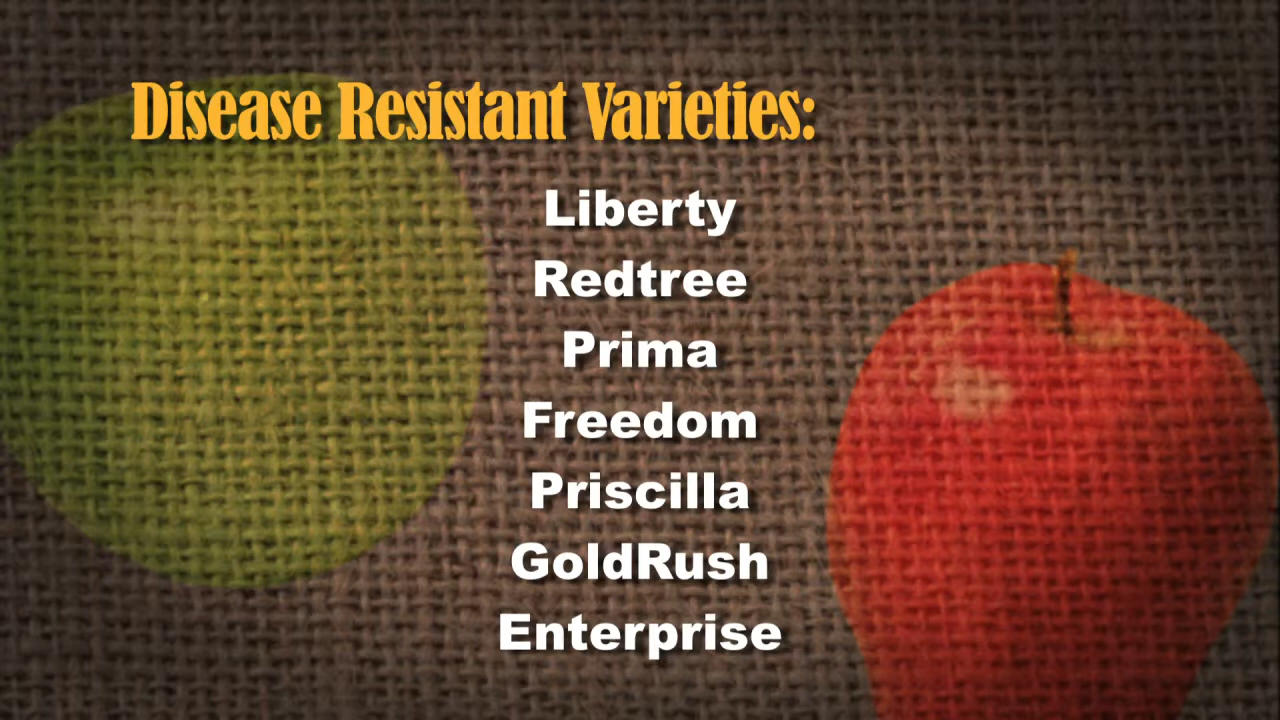 Disease Resistant Varieties:
Liberty
Redtree
Prima
Freedom
Priscilla
GoldRush
Enterprise